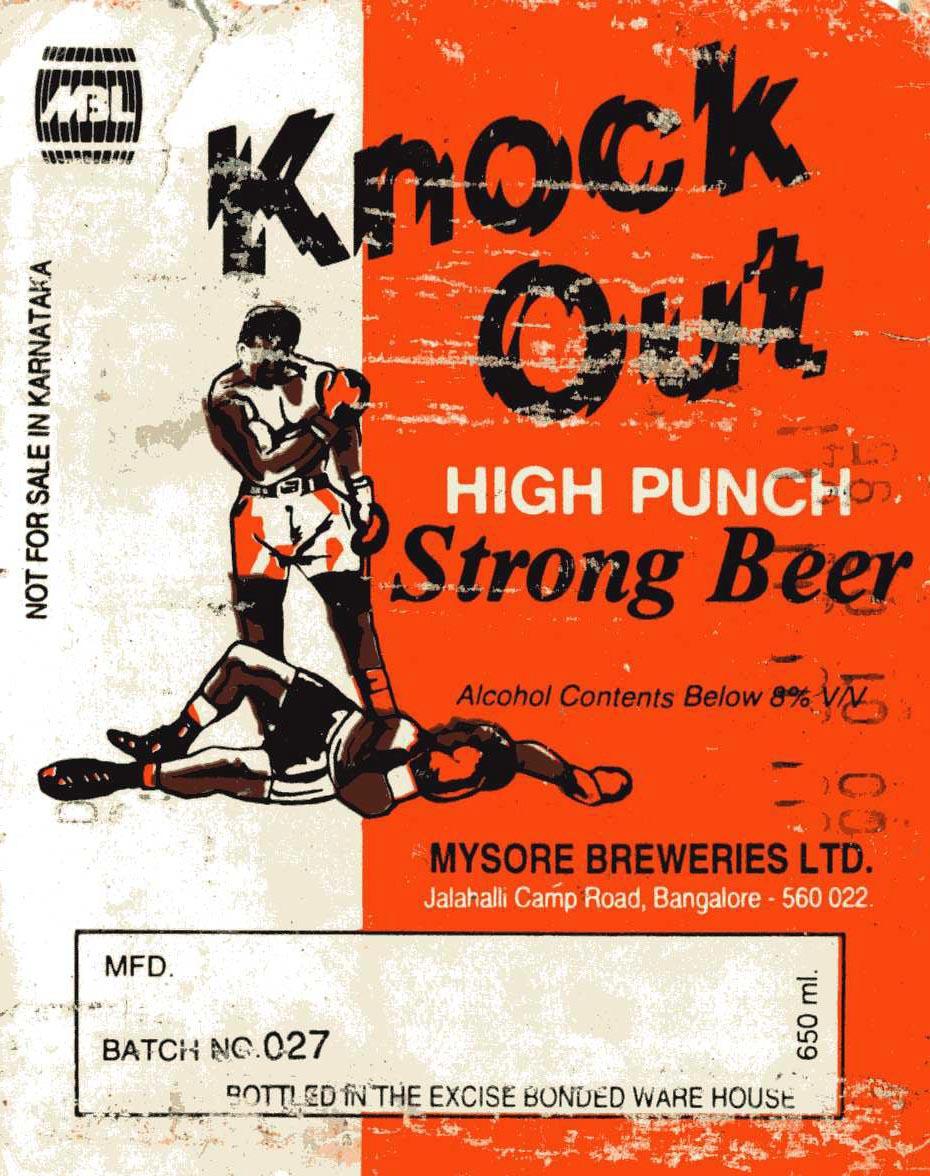 MBL
Knock
Out
NOT FOR SALE IN KARNATAKA
HIGH PUNCH
Strong Beer
Alcohol Contents Below 8% V/V
MYSORE BREWERIES LTD.
Jalahalli Camp Road, Bangalore - 560 022.
MFD.
650 ml.
BATCH NO.027
BOTTLED IN THE EXCISE BONDED WARE HOUSE